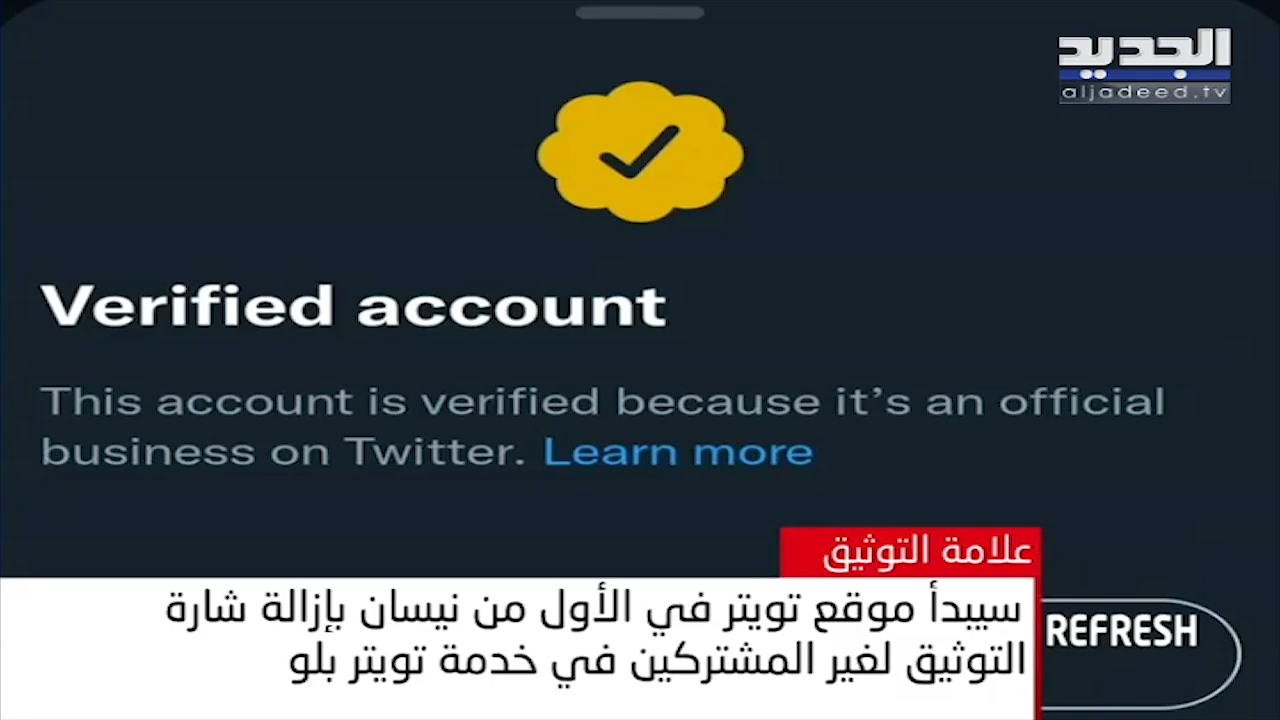 الجديد
aljadeed.tv
Verified account
This account is verified because it’s an official
business on Twitter. Learn more
علامة التوثيق
سيبدأ موقع تويتر في الأول من نيسان بإزالة شارة
التوثيق لغير المشتركين في خدمة تويتر بلو
REFRESH